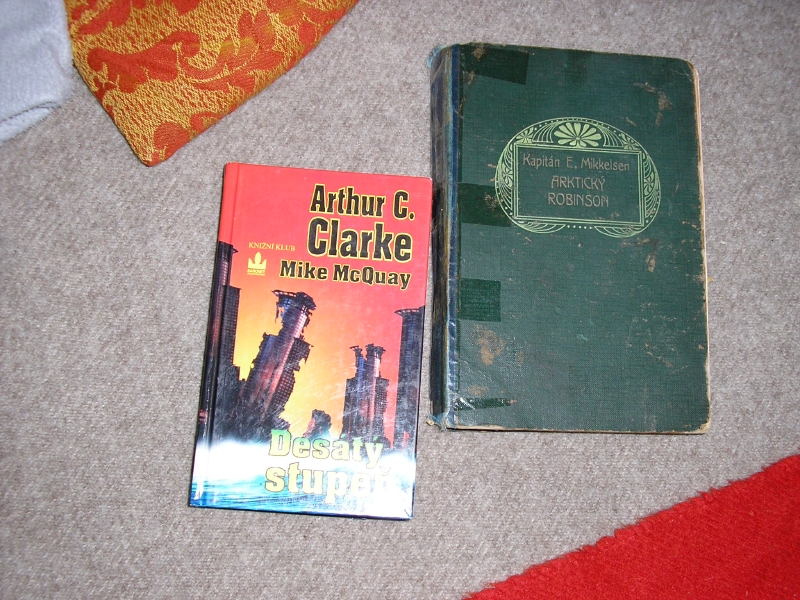 Arthur C.
Clarke
KNIŽNÍ KLUB
Mike McQuay
Desátý
stupeň
Kapitán E. Mikkelsen
ARKTICKÝ
ROBINSON